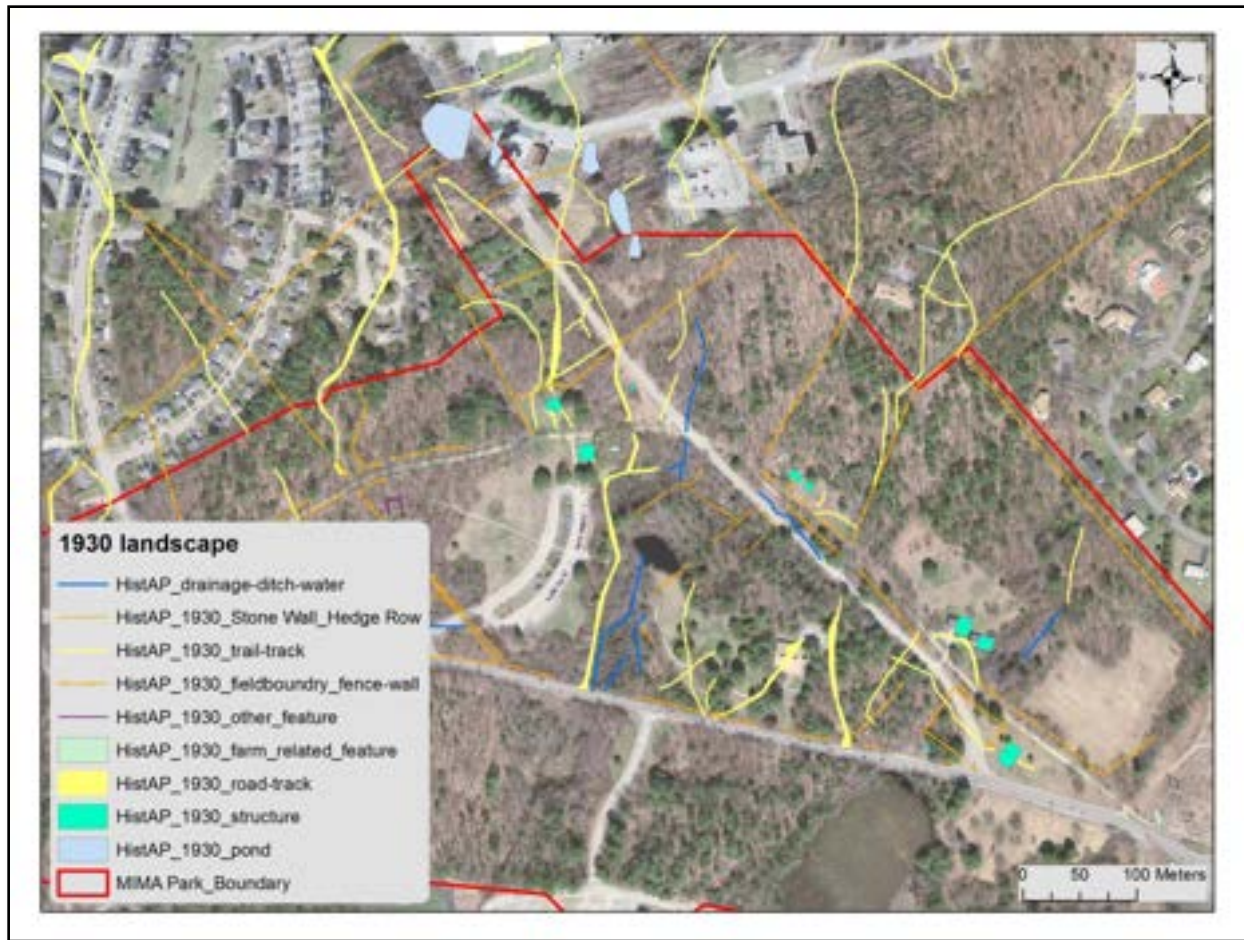 N
W E
1930 landscape
HistAP_drainage-ditch-water
HistAP_1930_Stone Wall_Hedge Row
HistAP_1930_trail-track
HistAP_1930_fieldboundry_fence-wall
HistAP_1930_other_feature
HistAP_1930_farm_related_feature
HistAP_1930_road-track
HistAP_1930_structure
HistAP_1930_pond
MIMA Park_Boundary
0 50 100 Meters